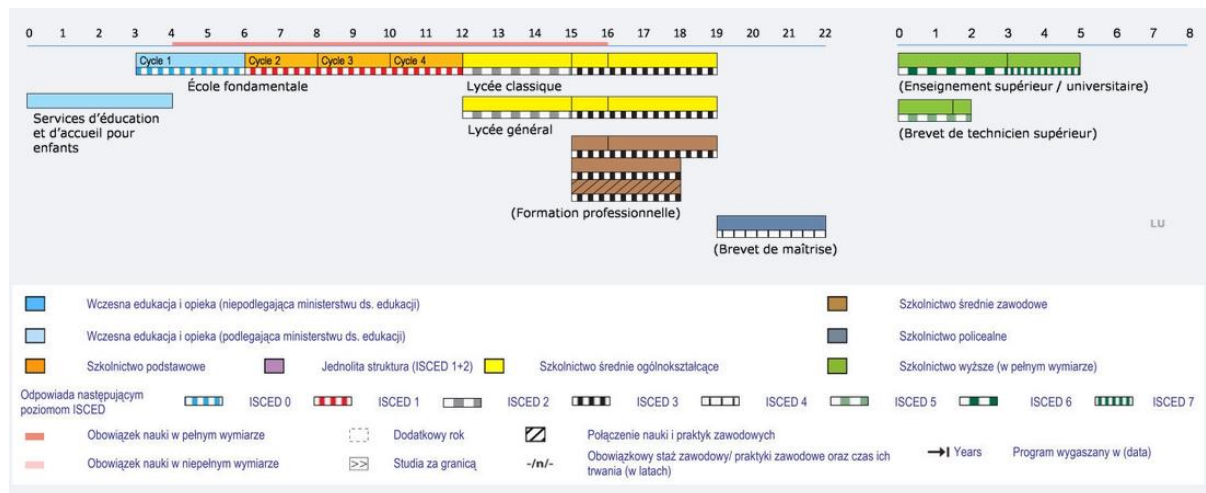 0 1 2 3 4 5 6 7 8 9 10 11 12 13 14 15 16 17 18 19 20 21 22 0 1 2 3 4 5 6 7 8
Cycle 1 Cycle 2 Cycle 3 Cycle 4
École fondamentale
Lycée classique
(Enseignement supérieur / universitaire)
Services d'éducation
et d'accueil pour
enfants
Lycée général
(Brevet de technicien supérieur)
(Formation professionnelle)
(Brevet de maîtrise)
LU
Wczesna edukacja i opieka (niepodlegająca ministerstwu ds. edukacji)
Szkolnictwo średnie zawodowe
Wczesna edukacja i opieka (podlegająca ministerstwu ds. edukacji)
Szkolnictwo policealne
Szkolnictwo podstawowe
Jednolita struktura (ISCED 1+2)
Szkolnictwo średnie ogólnokształcące
Szkolnictwo wyższe (w pełnym wymiarze)
Odpowiada następującym
poziomom ISCED
ISCED 0 ISCED 1 ISCED 2 ISCED 3 ISCED 4 ISCED 5 ISCED 6 ISCED 7
Obowiązek nauki w pełnym wymiarze
Dodatkowy rok
Połączenie nauki i praktyk zawodowych
Obowiązek nauki w niepełnym wymiarze
>> Studia za granicą
-/n/- Obowiązkowy staż zawodowy/ praktyki zawodowe oraz czas ich
trwania (w latach)
Years Program wygaszany w (data)